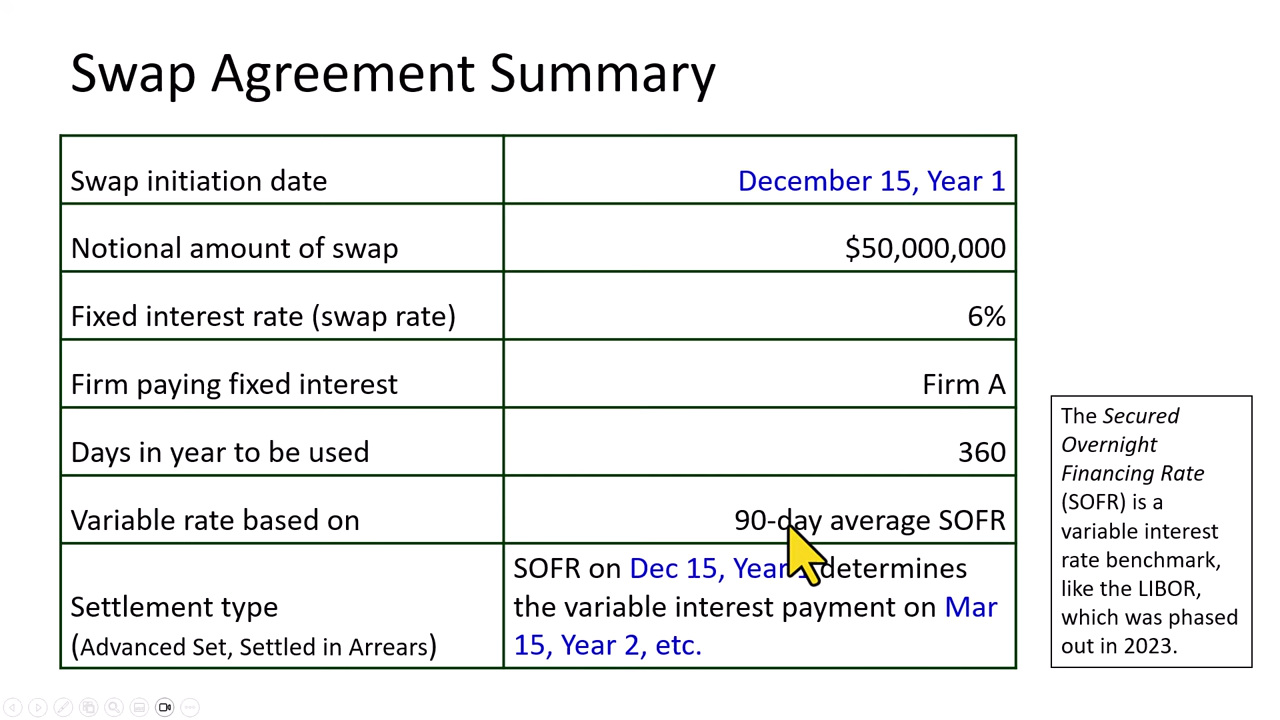 Swap Agreement Summary
Swap initiation date
December 15, Year 1
Notional amount of swap
$50,000,000
Fixed interest rate (swap rate)
6%
Firm paying fixed interest
Firm A
Days in year to be used
360
Variable rate based on
90-day average SOFR
Settlement type
(Advanced Set, Settled in Arrears)
SOFR on Dec 15, Year determines
the variable interest payment on Mar
15, Year 2, etc.
The Secured
Overnight
Financing Rate
(SOFR) is a
variable interest
rate benchmark,
like the LIBOR,
which was phased
out in 2023.